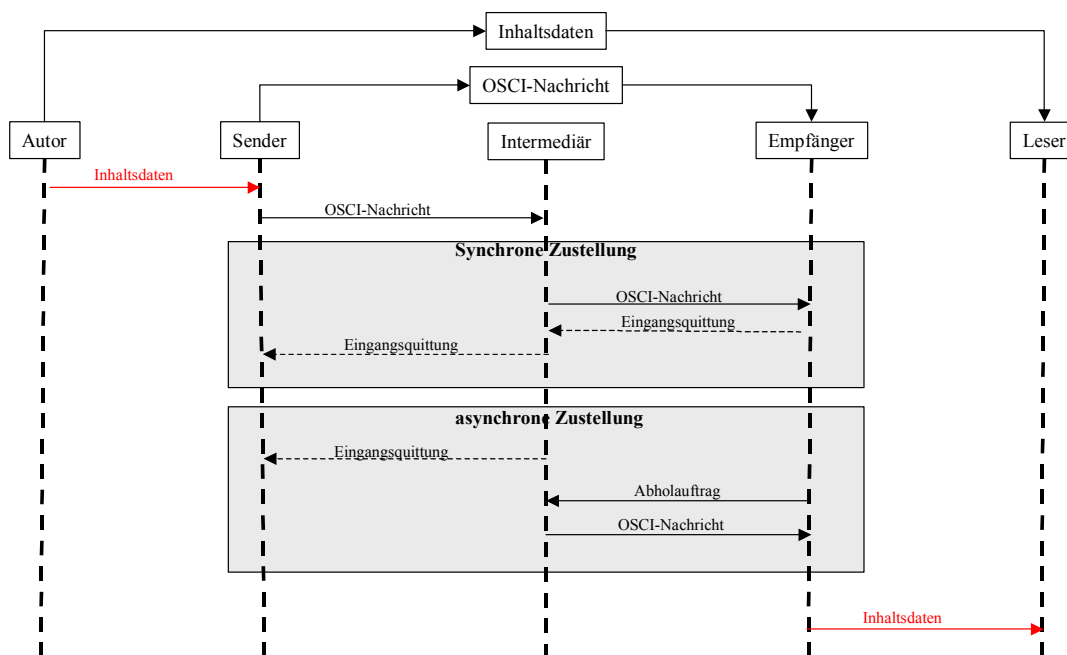 Inhaltsdaten
OSCI-Nachricht
Autor
Sender
Intermediär
Empfänger
Leser
Inhaltsdaten
OSCI-Nachricht
Synchrone Zustellung
OSCI-Nachricht
Eingangsquittung
Eingangsquittung
asynchrone Zustellung
Eingangsquittung
Abholauftrag
OSCI-Nachricht
Inhaltsdaten